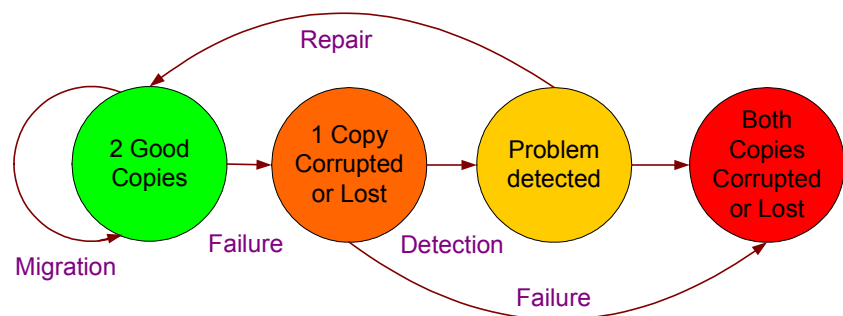 Repair
2 Good
Copies
1 Copy
Corrupted
or Lost
Problem
detected
Both
Copies
Corrupted
or Lost
Migration
Failure
Detection
Failure